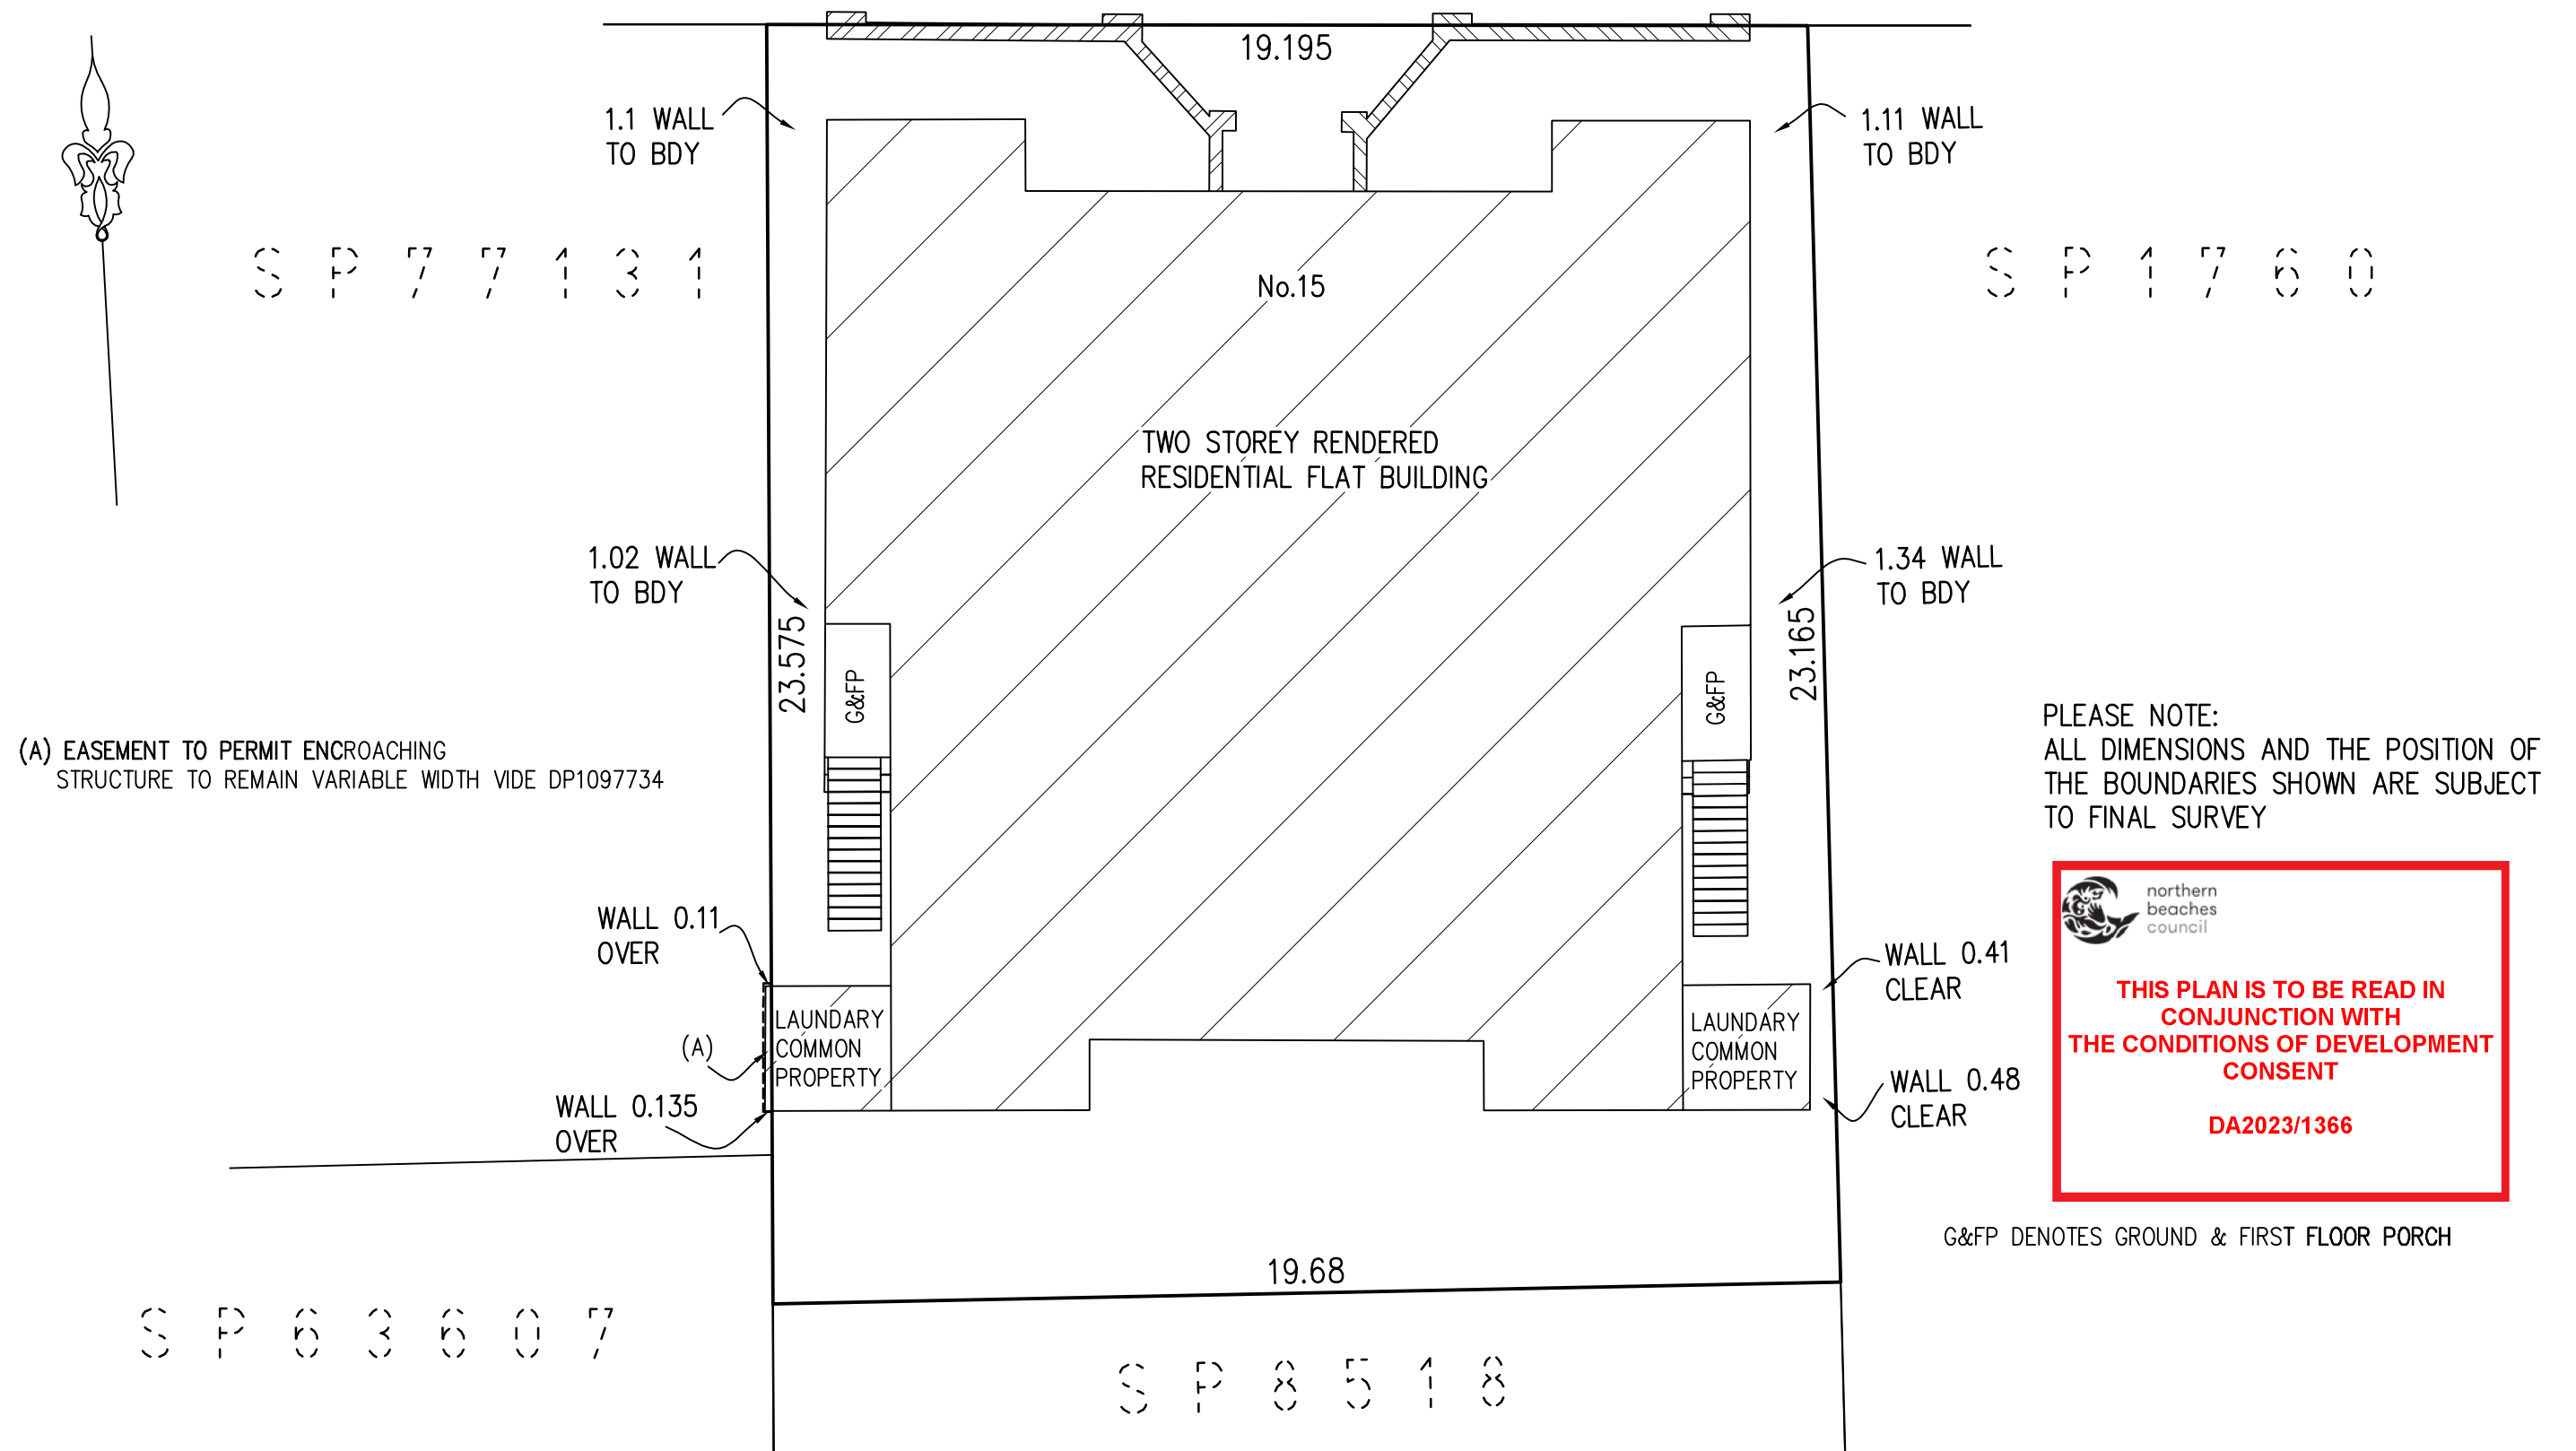 19.195
1.1 WALL
TO BDY
1.11 WALL
TO BDY
SP77131
SP1760
No.15
TWO STOREY RENDERED
RESIDENTIAL FLAT BUILDING
1.02 WALL
TO BDY
1.34 WALL
TO BDY
23.575
23.165
G&FP
G&FP
(A) EASEMENT TO PERMIT ENCROACHING
STRUCTURE TO REMAIN VARIABLE WIDTH VIDE DP1097734
PLEASE NOTE:
ALL DIMENSIONS AND THE POSITION OF
THE BOUNDARIES SHOWN ARE SUBJECT
TO FINAL SURVEY
WALL 0.11
OVER
WALL 0.41
CLEAR
(A)
LAUNDARY
COMMON
PROPERTY
LAUNDARY
COMMON
PROPERTY
WALL 0.135
OVER
WALL 0.48
CLEAR
northern
beaches
council
THIS PLAN IS TO BE READ IN
CONJUNCTION WITH
THE CONDITIONS OF DEVELOPMENT
CONSENT
DA2023/1366
G&FP DENOTES GROUND & FIRST FLOOR PORCH
19.68
SP63607
SP8518